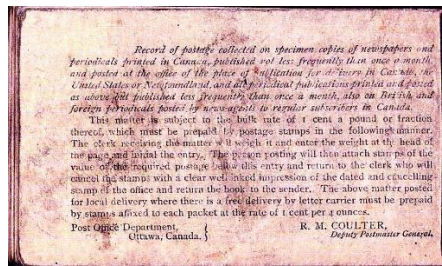 Record of postage collected on specimen copies of newspapers and
periodicals printed in Canada, published not less frequently than once a month,
and posted at the office of the place of publication for delivery in Canada, the
United States or Newfoundland, and all periodical publications printed and posted
as above but published less frequently than once a month, also on British and
foreign periodicals posted by news-agents to regular subscribers in Canada.
This matter is subject to the bulk rate of 1 cent a pound or fraction
thereof, which must be prepaid by postage stamps in the following manner.
The clerk receiving the matter will weigh it and enter the weight at the head of
the page and initial the entry. The person posting will then attach stamps of the
value of the required postage below this entry and return to the clerk who will
cancel the stamps with a clear well inked impression of the dated and cancelling
stamp of the office and return the book to the sender. The above matter posted
for local delivery where there is a free delivery by letter carrier must be prepaid
by stamps affixed to each packet at the rate of 1 cent per 4 ounces.
Post Office Department, R. M. COULTER,
Ottawa, Canada. Deputy Postmaster General.